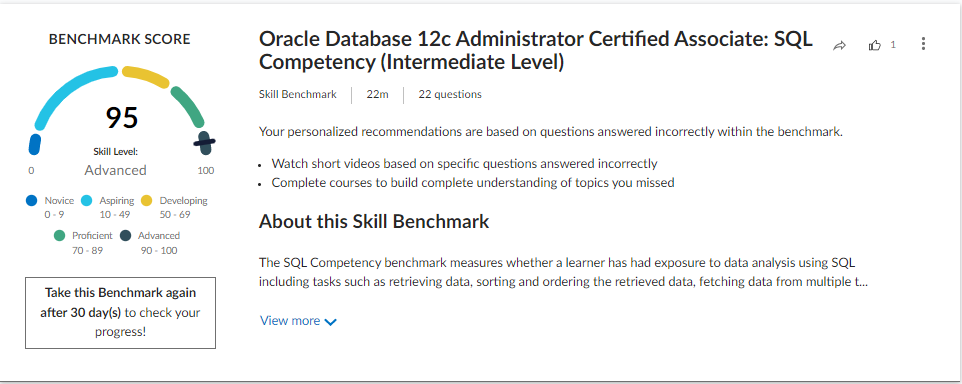 BENCHMARK SCORE
95
Skill Level:
Advanced
0
100
Novice
0 - 9
Aspiring
10 - 49
Developing
50 - 69
Proficient
70 - 89
Advanced
90 - 100
Take this Benchmark again
after 30 day(s) to check your
progress!
Oracle Database 12c Administrator Certified Associate: SQL
Competency (Intermediate Level)
1
Skill Benchmark
22m
22 questions
Your personalized recommendations are based on questions answered incorrectly within the benchmark.
• Watch short videos based on specific questions answered incorrectly
• Complete courses to build complete understanding of topics you missed
About this Skill Benchmark
The SQL Competency benchmark measures whether a learner has had exposure to data analysis using SQL
including tasks such as retrieving data, sorting and ordering the retrieved data, fetching data from multiple t...
View more